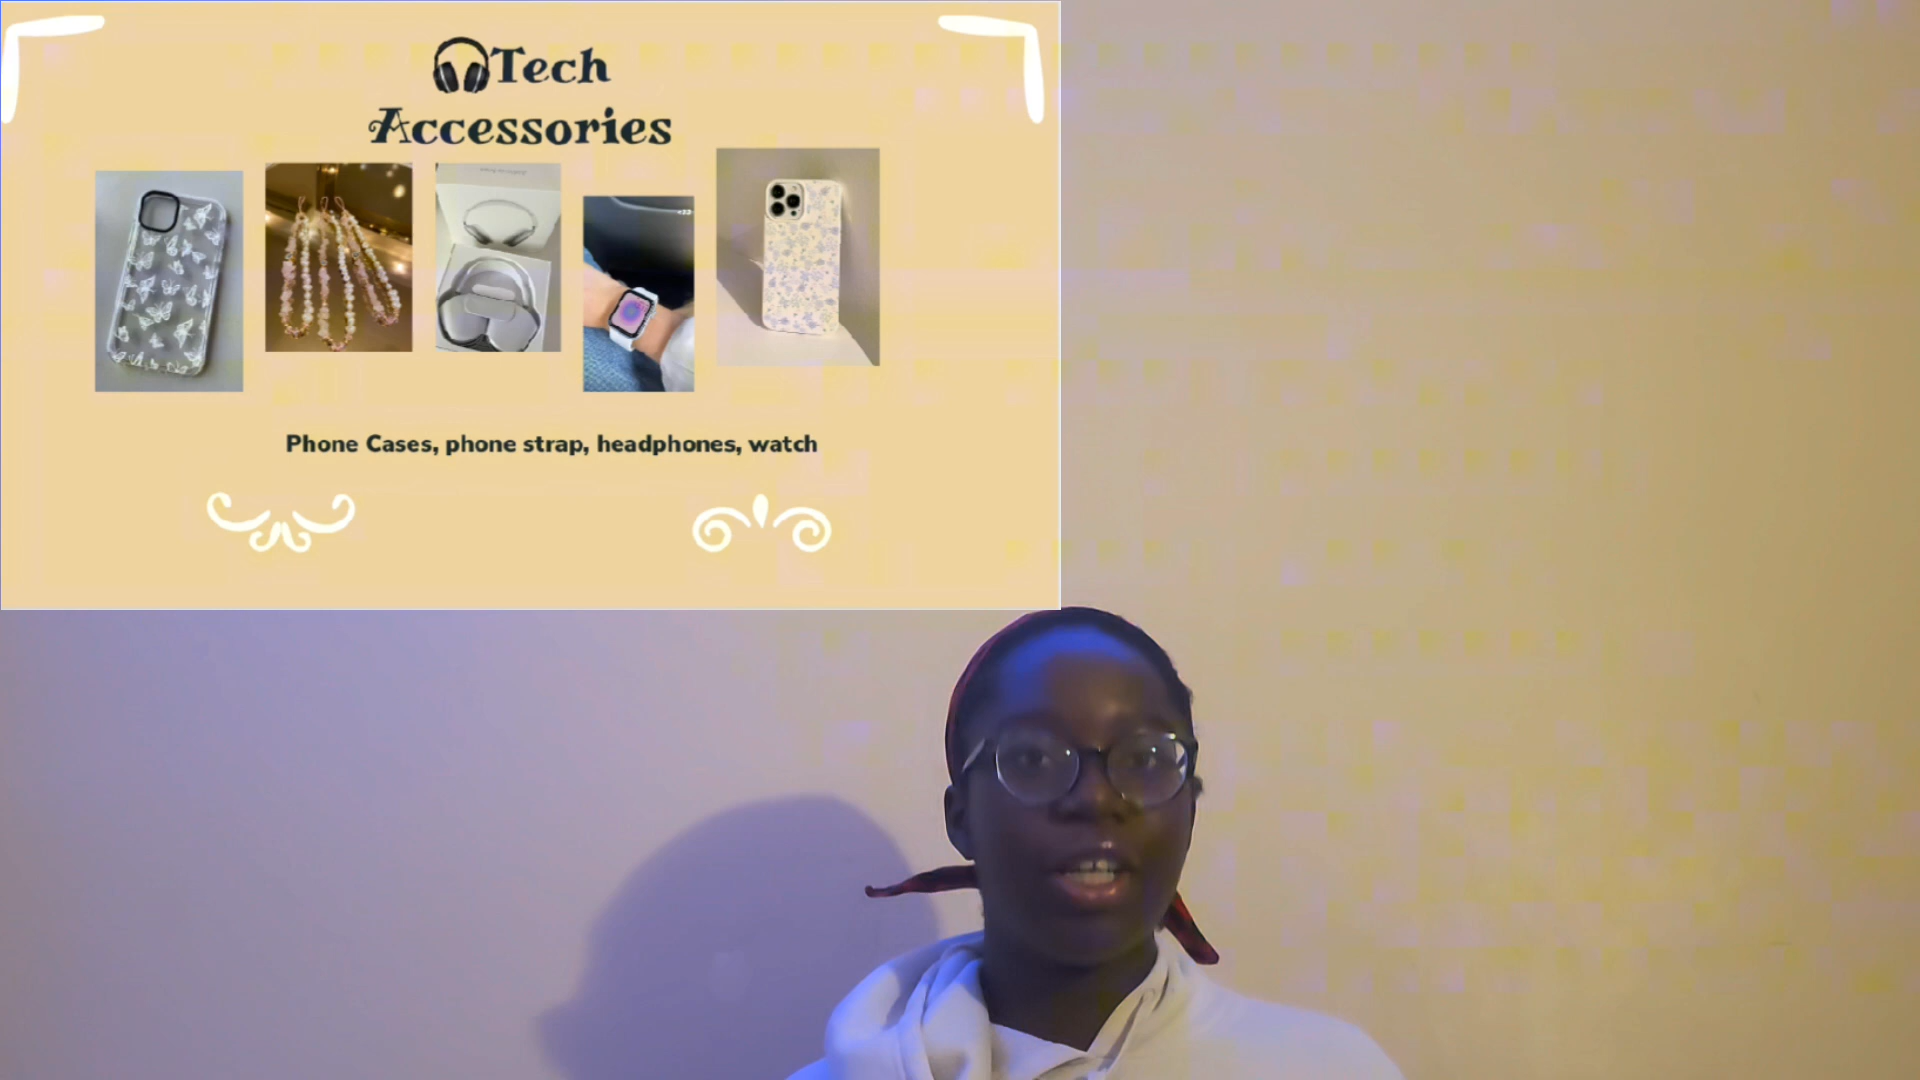 Tech
Accessories
Phone Cases, phone strap, headphones, watch